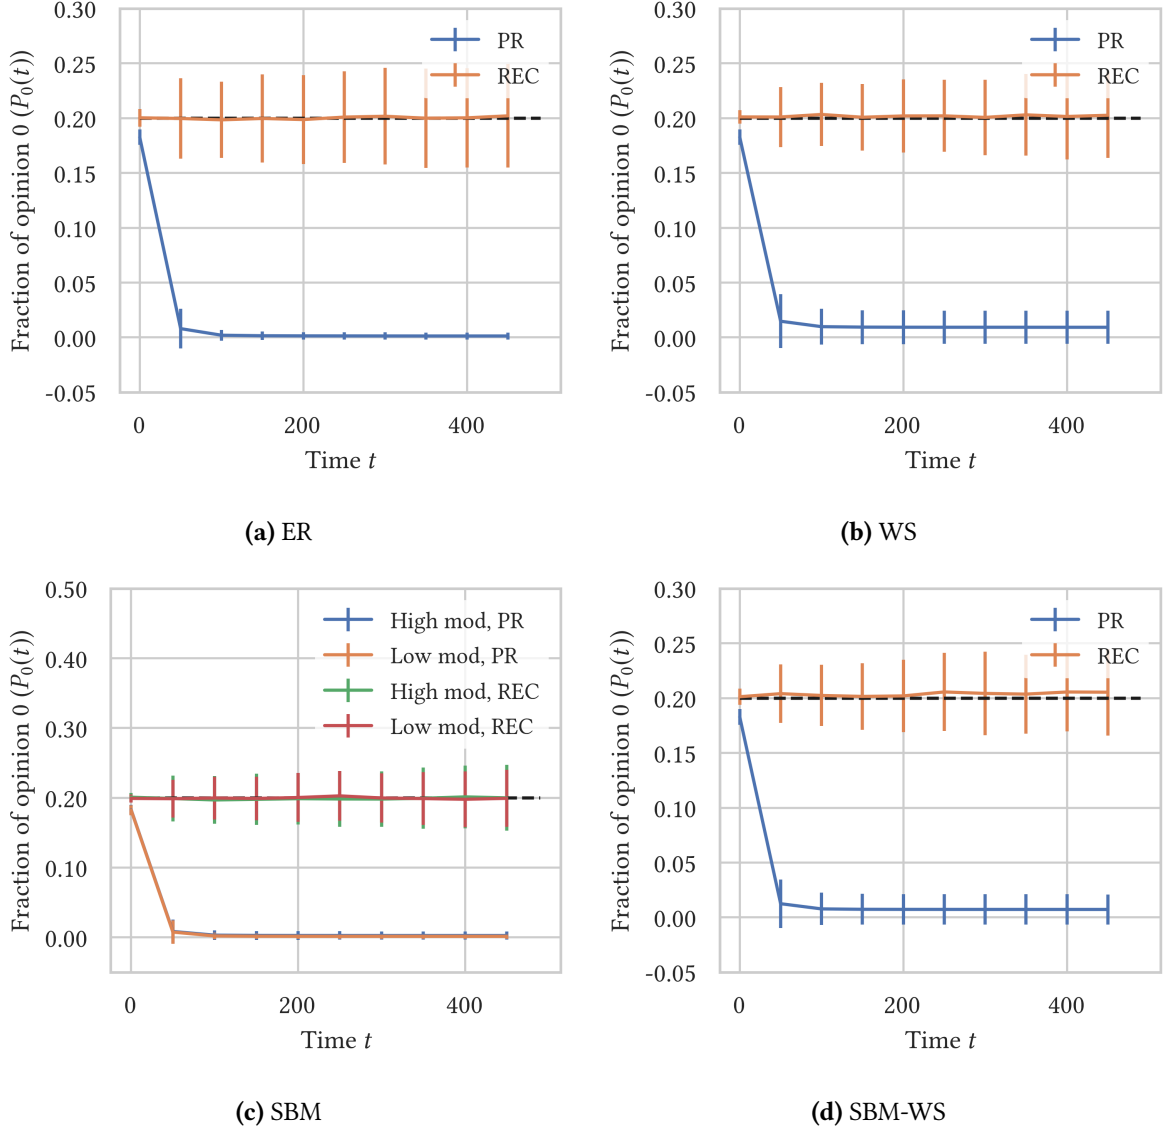 Fraction of opinion 0 (P₀(t))
0.30
0.25
0.20
0.15
0.10
0.05
0.00
-0.05
PR
REC
0
200
400
Time t
(a) ER
Fraction of opinion 0 (P₀(t))
0.30
0.25
0.20
0.15
0.10
0.05
0.00
-0.05
PR
REC
0
200
400
Time t
(b) WS
Fraction of opinion 0 (P₀(t))
0.50
0.40
0.30
0.20
0.10
0.00
High mod, PR
Low mod, PR
High mod, REC
Low mod, REC
0
200
400
Time t
(c) SBM
Fraction of opinion 0 (P₀(t))
0.30
0.25
0.20
0.15
0.10
0.05
0.00
-0.05
PR
REC
0
200
400
Time t
(d) SBM-WS